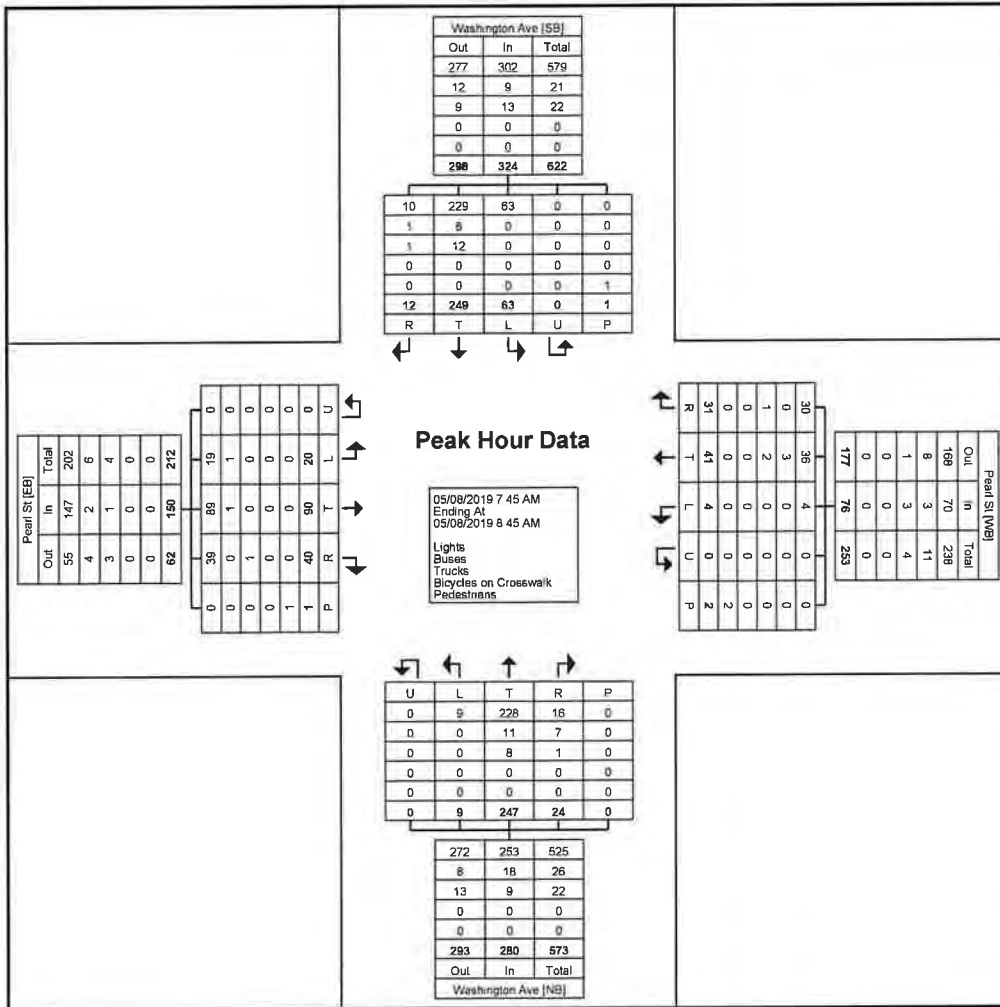 Washington Ave [SB]
Out In Total
277 302 579
12 9 21
9 13 22
0 0 0
0 0 0
298 324 622
10 229 63 0 0
1 8 0 0 0
1 12 0 0 0
0 0 0 0 0
0 0 0 0 1
12 249 63 0 1
R T L U P
Pearl St [EB]
Out In Total
55 147 202
4 2 6
3 1 4
0 0 0
0 0 0
62 150 212
0 39 89 19 0
0 0 1 1 0
0 1 0 0 0
0 0 0 0 0
1 0 0 0 0
1 40 90 20 0
P R T L U
Peak Hour Data
05/08/2019 7 45 AM
Ending At
05/08/2019 8 45 AM
Lights
Buses
Trucks
Bicycles on Crosswalk
Pedestrians
Pearl St [WB]
Out In Total
168 70 238
8 3 11
1 3 4
0 0 0
0 0 0
177 76 253
30 36 4 0 0
0 3 0 0 0
1 2 0 0 0
0 0 0 0 0
0 0 0 0 2
31 41 4 0 2
R T L U P
U L T R P
0 9 228 16 0
0 0 11 7 0
0 0 8 1 0
0 0 0 0 0
0 0 0 0 0
0 9 247 24 0
272 253 525
8 18 26
13 9 22
0 0 0
0 0 0
293 280 573
Out In Total
Washington Ave [NB]